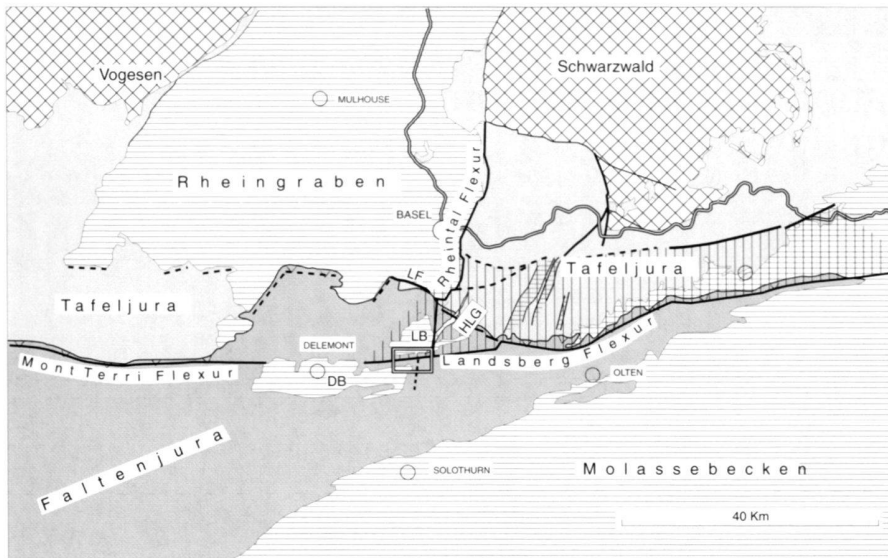 Vogesen
Schwarzwald
MULHOUSE
Rheingraben
Rheintal Flexur
BASEL
Tafeljura
LF
Tafeljura
HLG
LB
DELEMONT
Landsberg Flexur
Mont Terri Flexur
DB
OLTEN
Faltenjura
SOLOTHURN
Molassebecken
40 Km